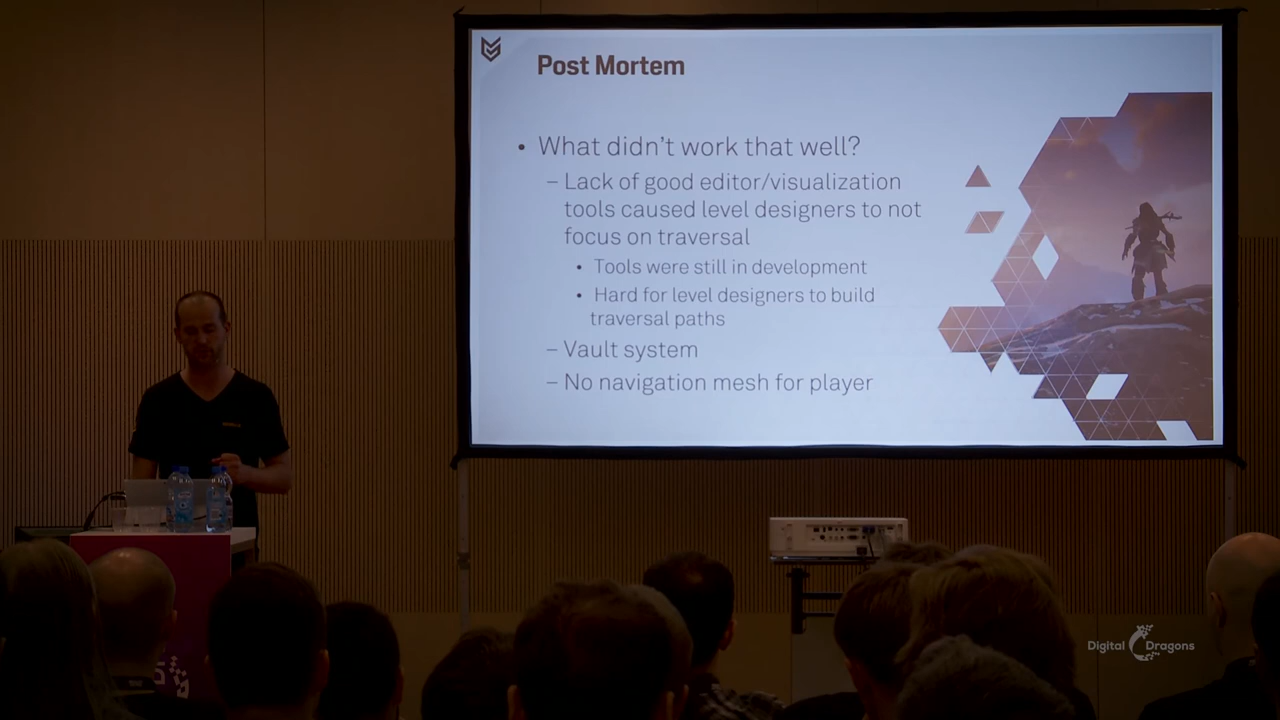 Post Mortem
• What didn't work that well?
– Lack of good editor/visualization
tools caused level designers to not
focus on traversal
• Tools were still in development
• Hard for level designers to build
traversal paths
– Vault system
– No navigation mesh for player
Digital Dragons